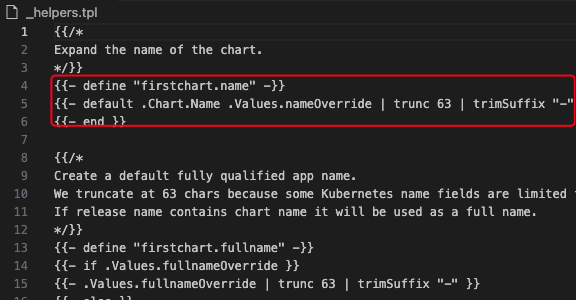 _helpers.tpl
1 {{/*
2 Expand the name of the chart.
3 */}}
4 {{- define "firstchart.name" -}}
5 {{- default .Chart.Name .Values.nameOverride | trunc 63 | trimSuffix "-"
6 {{- end }}
7
8 {{/*
9 Create a default fully qualified app name.
10 We truncate at 63 chars because some Kubernetes name fields are limited
11 If release name contains chart name it will be used as a full name.
12 */}}
13 {{- define "firstchart.fullname" -}}
14 {{- if .Values.fullnameOverride }}
15 {{- .Values.fullnameOverride | trunc 63 | trimSuffix "-" }}
16 {{- else }}